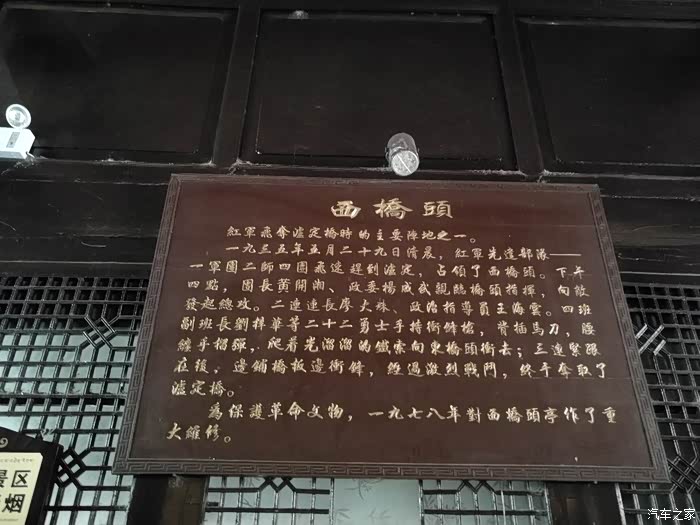 西橋頭
紅軍飛奪瀘定橋時的主要陣地之一。
一九三五年五月二十九日清晨，紅軍先遣部隊——
一軍團二師四團飛速趕到瀘定，占領了西橋頭。下午
四點，團長黄開湘、政委楊成武親臨橋頭指揮，向敵
發起總攻。二連連長廖大珠、政治指導員王海雲。四班
副班長劉梓華等二十二勇士手持衝鋒槍，背插馬刀，腰
纏手榴彈，爬着光溜溜的鐵索向東橋頭衝去；三連緊跟
在後、邊鋪橋板邊衝鋒，經過激烈戰鬥，終于奪取了
瀘定橋。
為保護革命文物，一九七八年對西橋頭亭作了重
大維修。
景区
烟
汽车之家